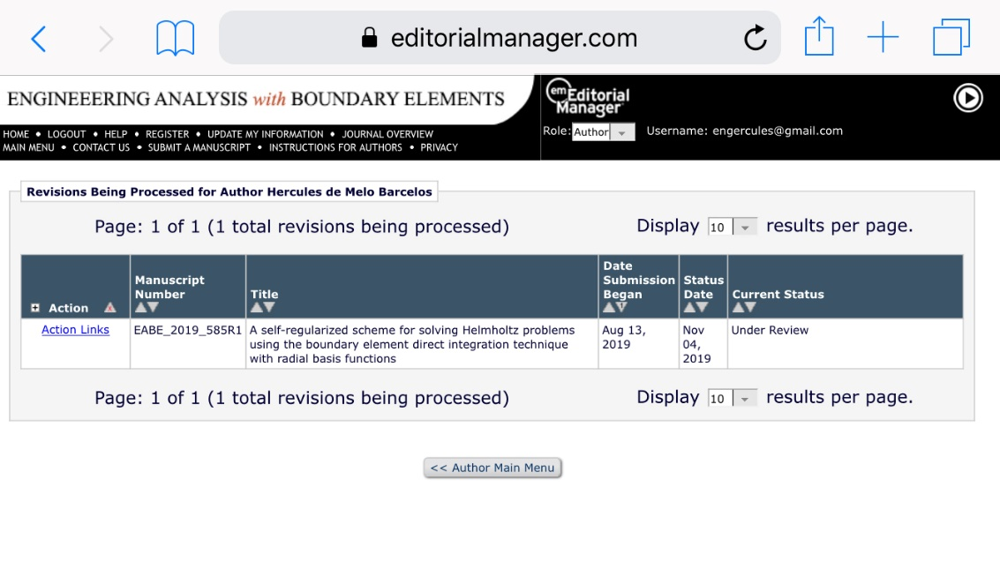 editorialmanager.com
ENGINEEERING ANALYSIS with BOUNDARY ELEMENTS
em Editorial
Manager
HOME • LOGOUT • HELP • REGISTER • UPDATE MY INFORMATION • JOURNAL OVERVIEW
MAIN MENU • CONTACT US • SUBMIT A MANUSCRIPT • INSTRUCTIONS FOR AUTHORS • PRIVACY
Role: Author Username: engercules@gmail.com
Revisions Being Processed for Author Hercules de Melo Barcelos
Page: 1 of 1 (1 total revisions being processed) Display 10 results per page.
Action
Manuscript
Number
Title
Date
Submission
Began
Status
Date
Current Status
Action Links
EABE_2019_585R1
A self-regularized scheme for solving Helmholtz problems
using the boundary element direct integration technique
with radial basis functions
Aug 13,
2019
Nov
04,
2019
Under Review
Page: 1 of 1 (1 total revisions being processed) Display 10 results per page.
<< Author Main Menu